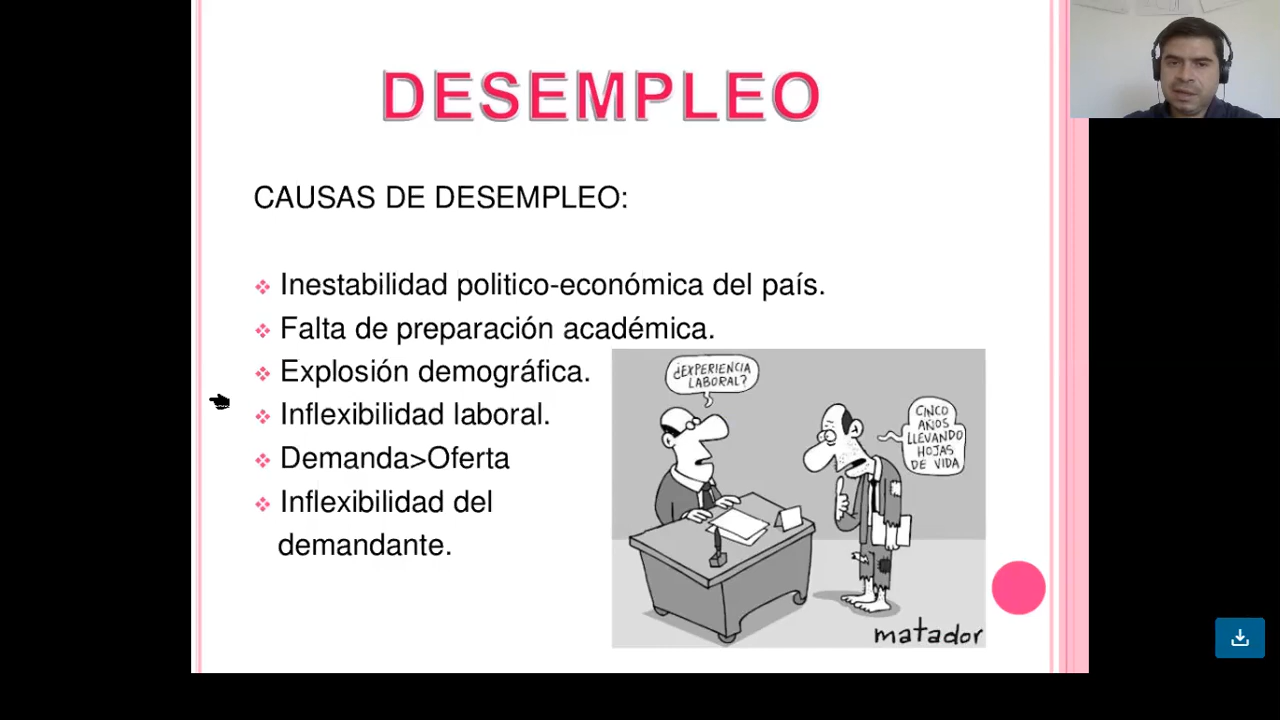 DESEMPLEO
CAUSAS DE DESEMPLEO:
Inestabilidad politico-económica del país.
Falta de preparación académica.
Explosión demográfica.
Inflexibilidad laboral.
Demanda>Oferta
Inflexibilidad del
demandante.
¿EXPERIENCIA
LABORAL?
CINCO
AÑOS
LLEVANDO
HOJAS
DE VIDA
matador